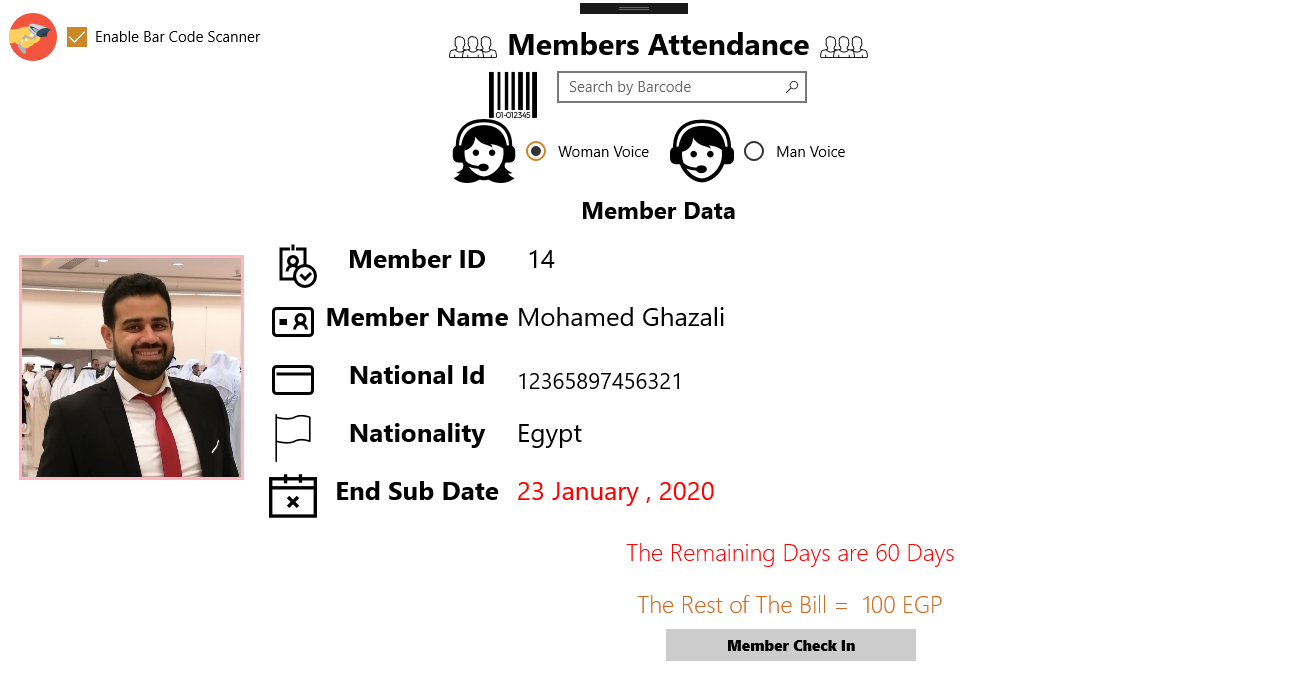 Enable Bar Code Scanner
Members Attendance
Search by Barcode
01-012345
Woman Voice
Man Voice
Member Data
Member ID 14
Member Name Mohamed Ghazali
National Id 12365897456321
Nationality Egypt
End Sub Date 23 January , 2020
The Remaining Days are 60 Days
The Rest of The Bill = 100 EGP
Member Check In